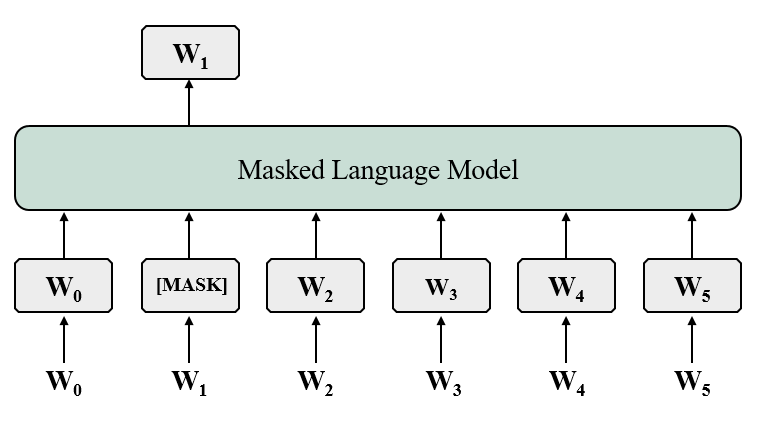 W₁
Masked Language Model
W₀ [MASK] W₂ W₃ W₄ W₅
W₀ W₁ W₂ W₃ W₄ W₅